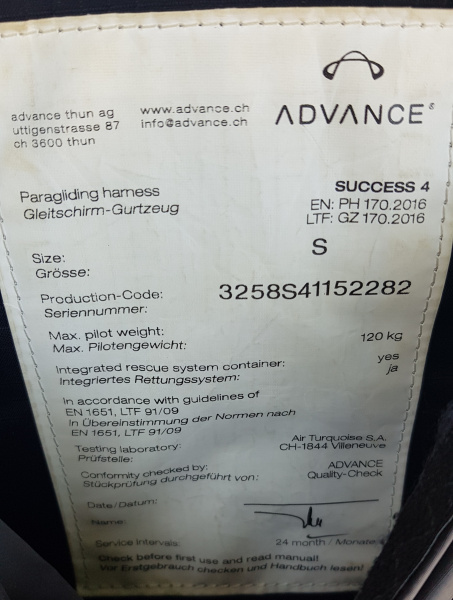 ADVANCE
advance thun ag www.advance.ch
uttigenstrasse 87 info@advance.ch
ch 3600 thun
Paragliding harness SUCCESS 4
Gleitschirm-Gurtzeug EN: PH 170.2016
LTF: GZ 170.2016
Size: S
Grösse:
Production-Code: 3258S41152282
Seriennummer:
Max. pilot weight: 120 kg
Max. Pilotengewicht:
Integrated rescue system container: yes
Integriertes Rettungssystem: ja
In accordance with guidelines of
EN 1651, LTF 91/09
In Übereinstimmung der Normen nach
EN 1651, LTF 91/09
Testing laboratory: Air Turquoise S.A.
Prüfstelle: CH-1844 Villeneuve
Conformity checked by: ADVANCE
Stückprüfung durchgeführt von: Quality-Check
Date/Datum:
Name:
Service Intervals: 24 month / Monate
Check before first use and read manual!
Vor Erstgebrauch checken und Handbuch lesen!